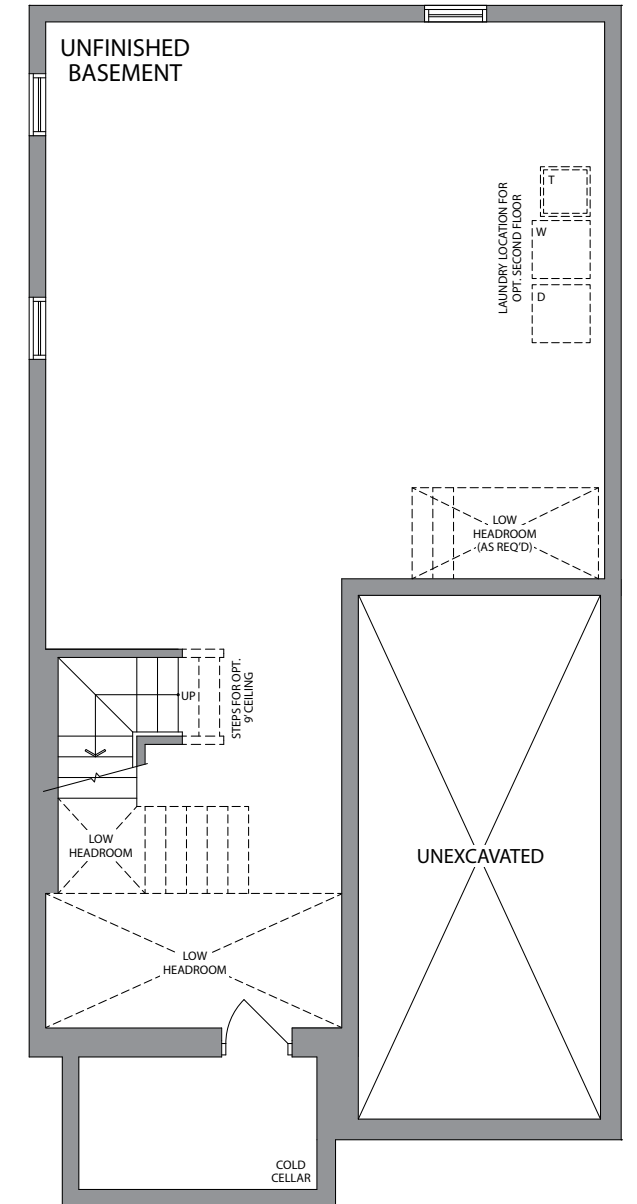 UNFINISHED
BASEMENT
T
W
D
LAUNDRY LOCATION FOR
OPT. SECOND FLOOR
LOW
HEADROOM
(AS REQ'D)
UP
STEPS FOR OPT.
9' CEILING
LOW
HEADROOM
UNEXCAVATED
LOW
HEADROOM
COLD
CELLAR